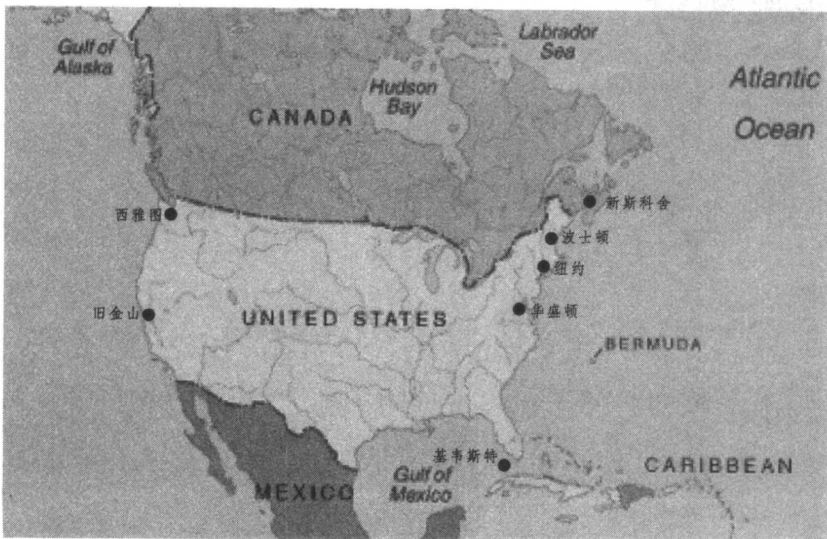 Gulf of
Alaska
Labrador
Sea
Hudson
Bay
Atlantic
Ocean
CANADA
新斯科舍
西雅图
波士顿
纽约
旧金山
UNITED STATES
华盛顿
BERMUDA
基韦斯特
CARIBBEAN
Gulf of
Mexico
MEXICO